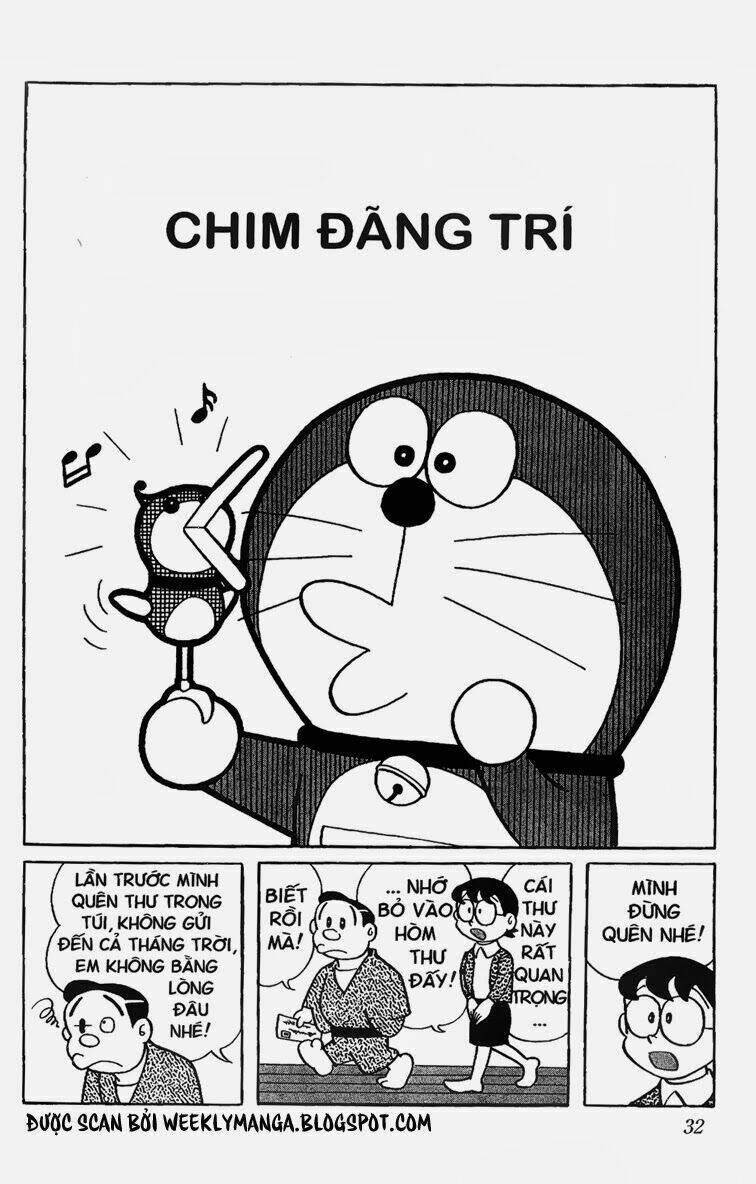 CHIM ĐÃNG TRÍ
MÌNH
ĐỪNG
QUÊN NHÉ!
CÁI
THƯ
NÀY
RẤT
QUAN
TRỌNG
...
... NHỚ
BỎ VÀO
HÒM
THƯ
ĐẤY!
BIẾT
RỒI
MÀ!
LẦN TRƯỚC MÌNH
QUÊN THƯ TRONG
TÚI, KHÔNG GỬI
ĐẾN CẢ THÁNG TRỜI,
EM KHÔNG BẰNG
LÒNG
ĐÂU
NHÉ!
ĐƯỢC SCAN BỞI WEEKLYMANGA.BLOGSPOT.COM
32